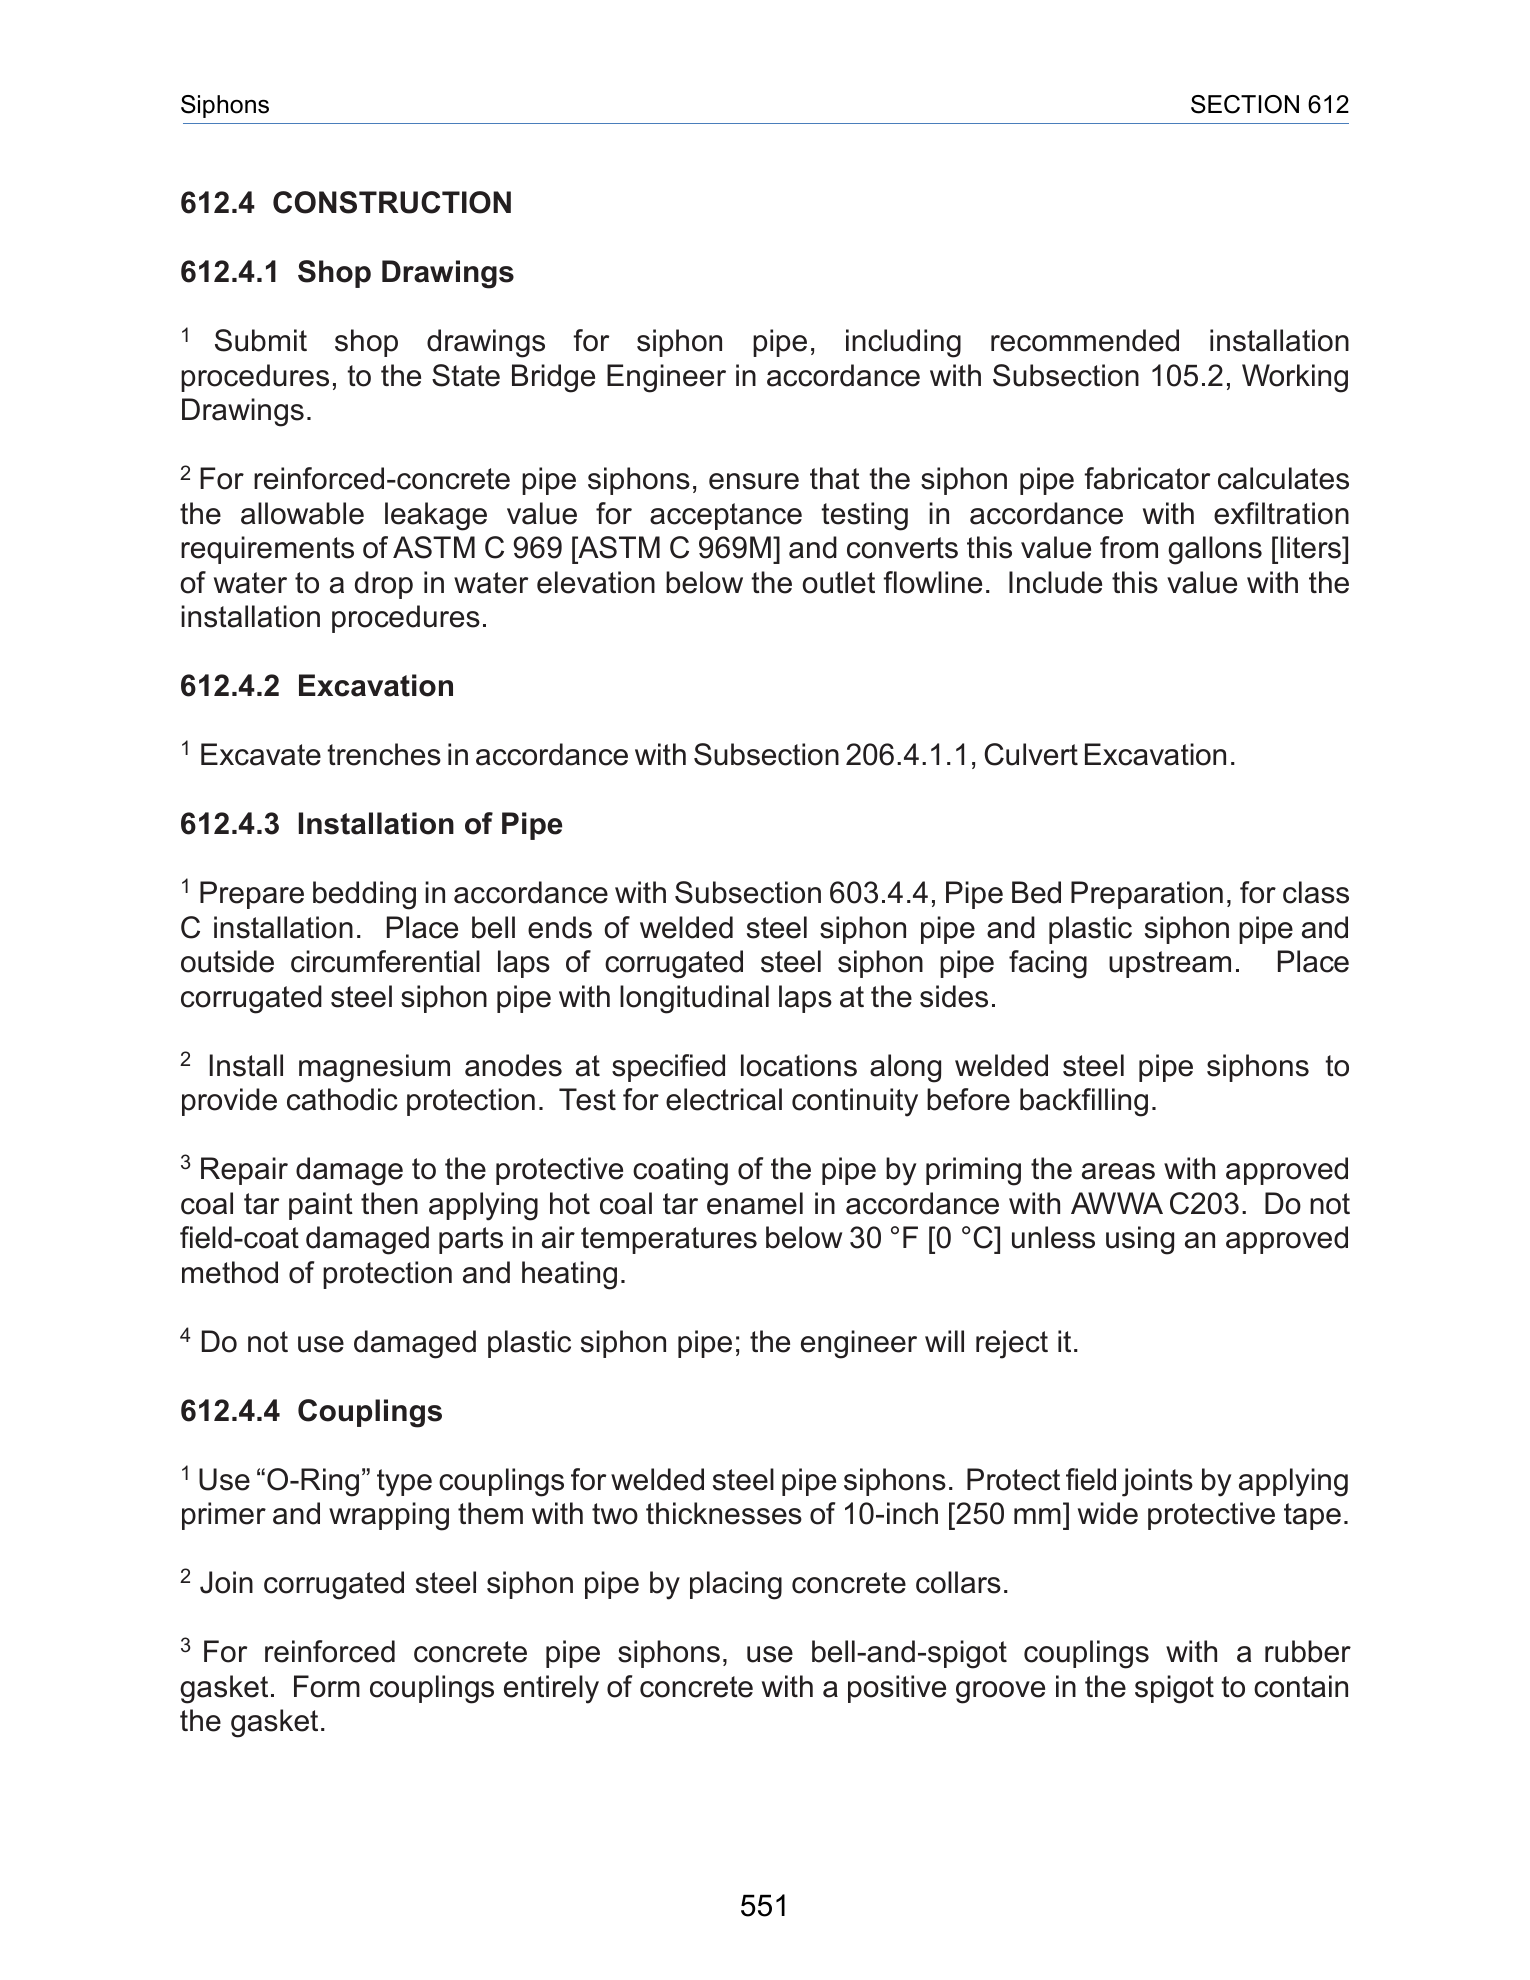 Siphons SECTION 612
612.4 CONSTRUCTION
612.4.1 Shop Drawings
1 Submit shop drawings for siphon pipe, including recommended installation
procedures, to the State Bridge Engineer in accordance with Subsection 105.2, Working
Drawings.
2 For reinforced-concrete pipe siphons, ensure that the siphon pipe fabricator calculates
the allowable leakage value for acceptance testing in accordance with exfiltration
requirements of ASTM C 969 [ASTM C 969M] and converts this value from gallons [liters]
of water to a drop in water elevation below the outlet flowline. Include this value with the
installation procedures.
612.4.2 Excavation
1 Excavate trenches in accordance with Subsection 206.4.1.1, Culvert Excavation.
612.4.3 Installation of Pipe
1 Prepare bedding in accordance with Subsection 603.4.4, Pipe Bed Preparation, for class
C installation. Place bell ends of welded steel siphon pipe and plastic siphon pipe and
outside circumferential laps of corrugated steel siphon pipe facing upstream. Place
corrugated steel siphon pipe with longitudinal laps at the sides.
2 Install magnesium anodes at specified locations along welded steel pipe siphons to
provide cathodic protection. Test for electrical continuity before backfilling.
3 Repair damage to the protective coating of the pipe by priming the areas with approved
coal tar paint then applying hot coal tar enamel in accordance with AWWA C203. Do not
field-coat damaged parts in air temperatures below 30 °F [0 °C] unless using an approved
method of protection and heating.
4 Do not use damaged plastic siphon pipe; the engineer will reject it.
612.4.4 Couplings
1 Use “O-Ring” type couplings for welded steel pipe siphons. Protect field joints by applying
primer and wrapping them with two thicknesses of 10-inch [250 mm] wide protective tape.
2 Join corrugated steel siphon pipe by placing concrete collars.
3 For reinforced concrete pipe siphons, use bell-and-spigot couplings with a rubber
gasket. Form couplings entirely of concrete with a positive groove in the spigot to contain
the gasket.
551